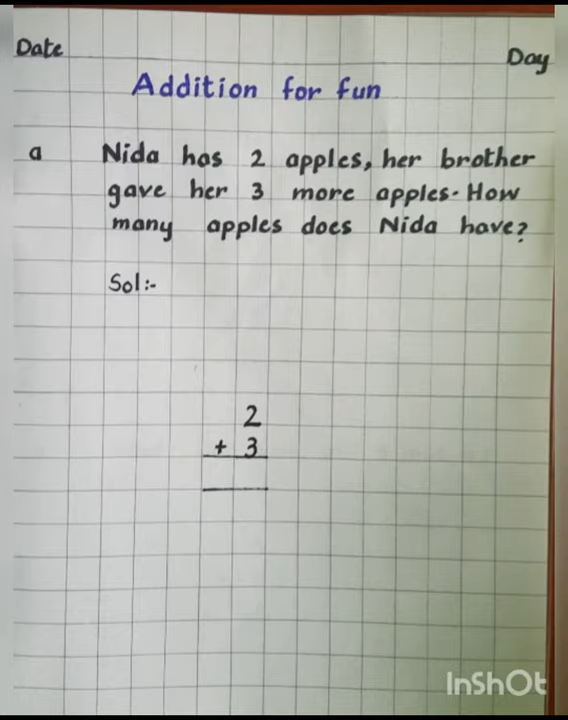 Date
Day
Addition for fun
a Nida has 2 apples, her brother
gave her 3 more apples. How
many apples does Nida have?
Sol:-
2
+ 3
InShOt